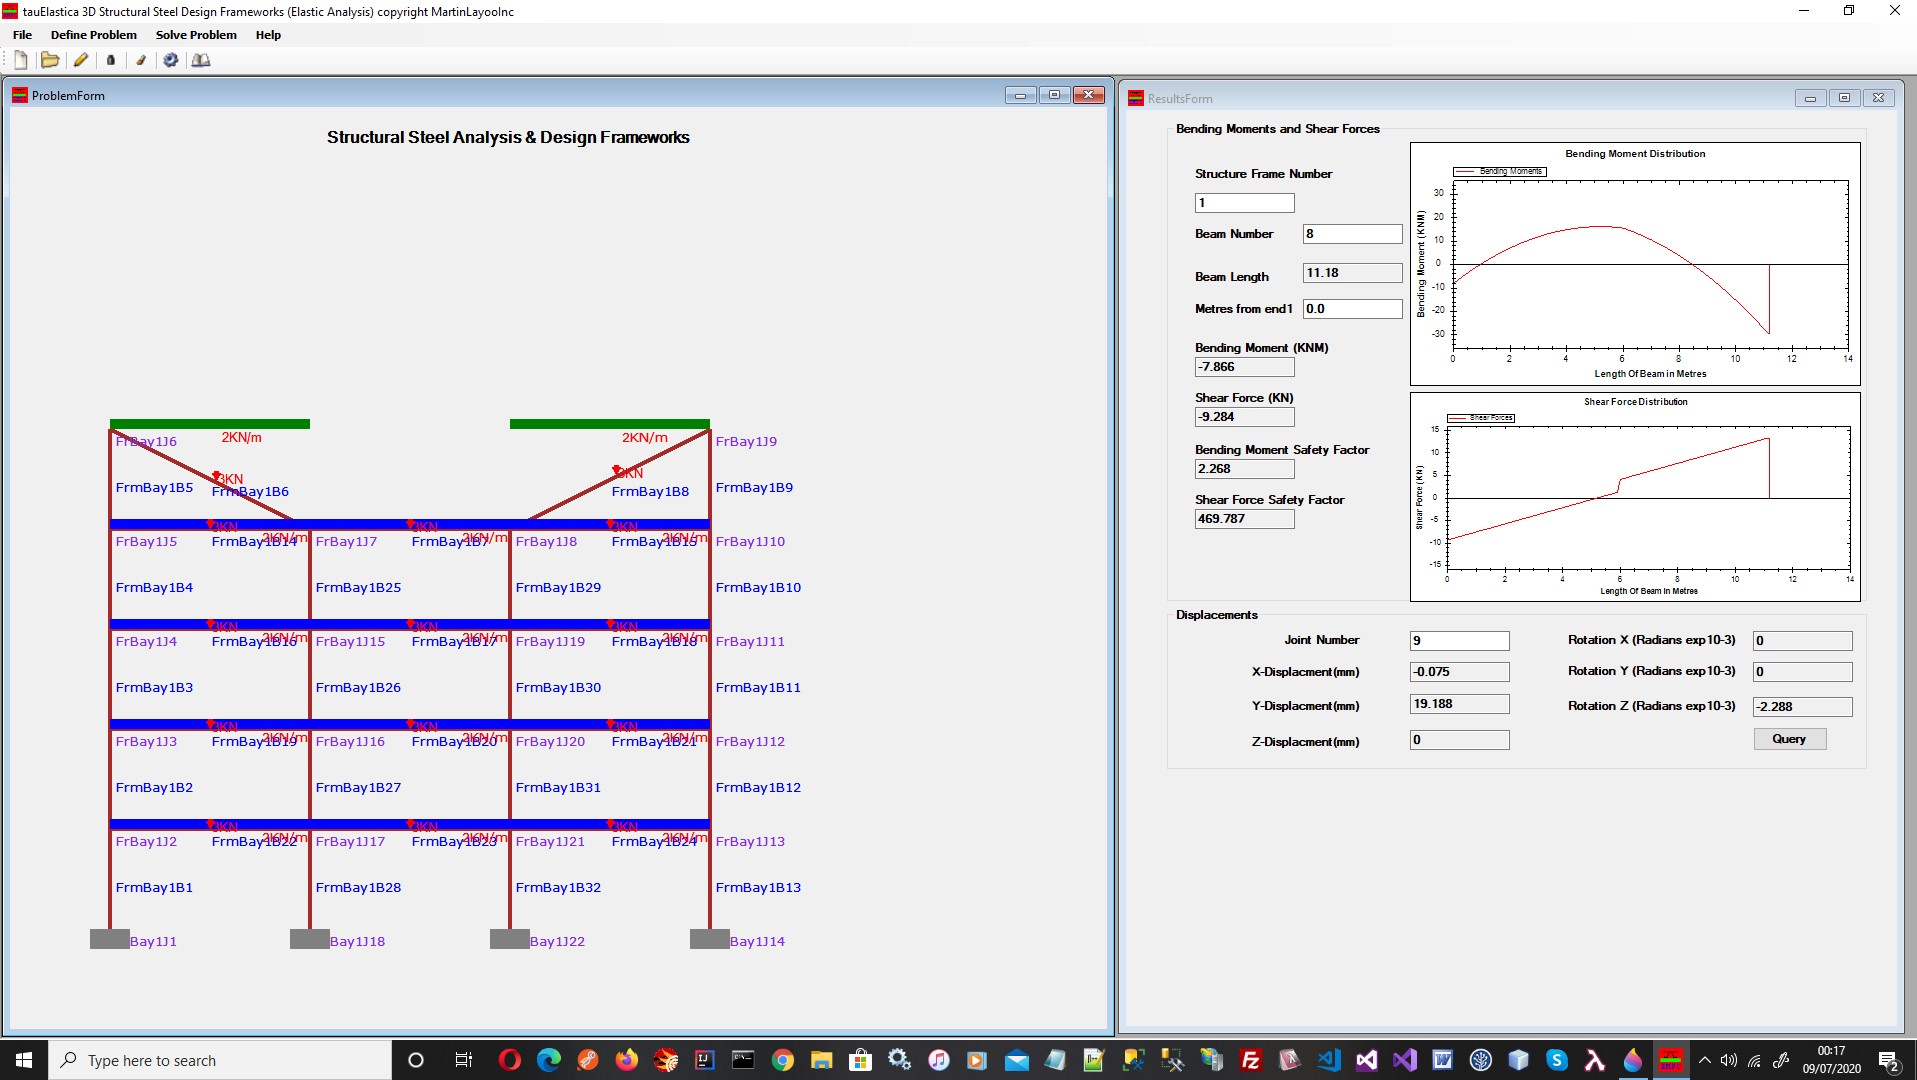 tauElastica 3D Structural Steel Design Frameworks (Elastic Analysis) copyright MartinLayooInc
File Define Problem Solve Problem Help
ProblemForm
Structural Steel Analysis & Design Frameworks
FrBay1J6 2KN/m 2KN/m FrBay1J9
3KN 3KN
FrmBay1B5 FrmBay1B6 FrmBay1B8 FrmBay1B9
3KN 3KN 3KN
2KN/m 2KN/m 2KN/m
FrBay1J5 FrmBay1B14 FrBay1J7 FrmBay1B7 FrBay1J8 FrmBay1B15 FrBay1J10
FrmBay1B4 FrmBay1B25 FrmBay1B29 FrmBay1B10
3KN 3KN 3KN
2KN/m 2KN/m 2KN/m
FrBay1J4 FrmBay1B16 FrBay1J15 FrmBay1B17 FrBay1J19 FrmBay1B18 FrBay1J11
FrmBay1B3 FrmBay1B26 FrmBay1B30 FrmBay1B11
3KN 3KN 3KN
2KN/m 2KN/m 2KN/m
FrBay1J3 FrmBay1B19 FrBay1J16 FrmBay1B20 FrBay1J20 FrmBay1B21 FrBay1J12
FrmBay1B2 FrmBay1B27 FrmBay1B31 FrmBay1B12
3KN 3KN 3KN
2KN/m 2KN/m 2KN/m
FrBay1J2 FrmBay1B22 FrBay1J17 FrmBay1B23 FrBay1J21 FrmBay1B24 FrBay1J13
FrmBay1B1 FrmBay1B28 FrmBay1B32 FrmBay1B13
Bay1J1 Bay1J18 Bay1J22 Bay1J14
ResultsForm
Bending Moments and Shear Forces
Structure Frame Number
1
Beam Number 8
Beam Length 11.18
Metres from end1 0.0
Bending Moment (KNM)
-7.866
Shear Force (KN)
-9.284
Bending Moment Safety Factor
2.268
Shear Force Safety Factor
469.787
Bending Moment Distribution
Bending Moments
Bending Moment (KNM)
30
20
10
0
-10
-20
-30
0 2 4 6 8 10 12 14
Length Of Beam in Metres
Shear Force Distribution
Shear Forces
Shear Force (KN)
15
10
5
0
-5
-10
-15
0 2 4 6 8 10 12 14
Length Of Beam in Metres
Displacements
Joint Number 9 Rotation X (Radians exp10-3) 0
X-Displacment(mm) -0.075 Rotation Y (Radians exp10-3) 0
Y-Displacment(mm) 19.188 Rotation Z (Radians exp10-3) -2.288
Z-Displacment(mm) 0 Query
Type here to search
00:17
09/07/2020
2